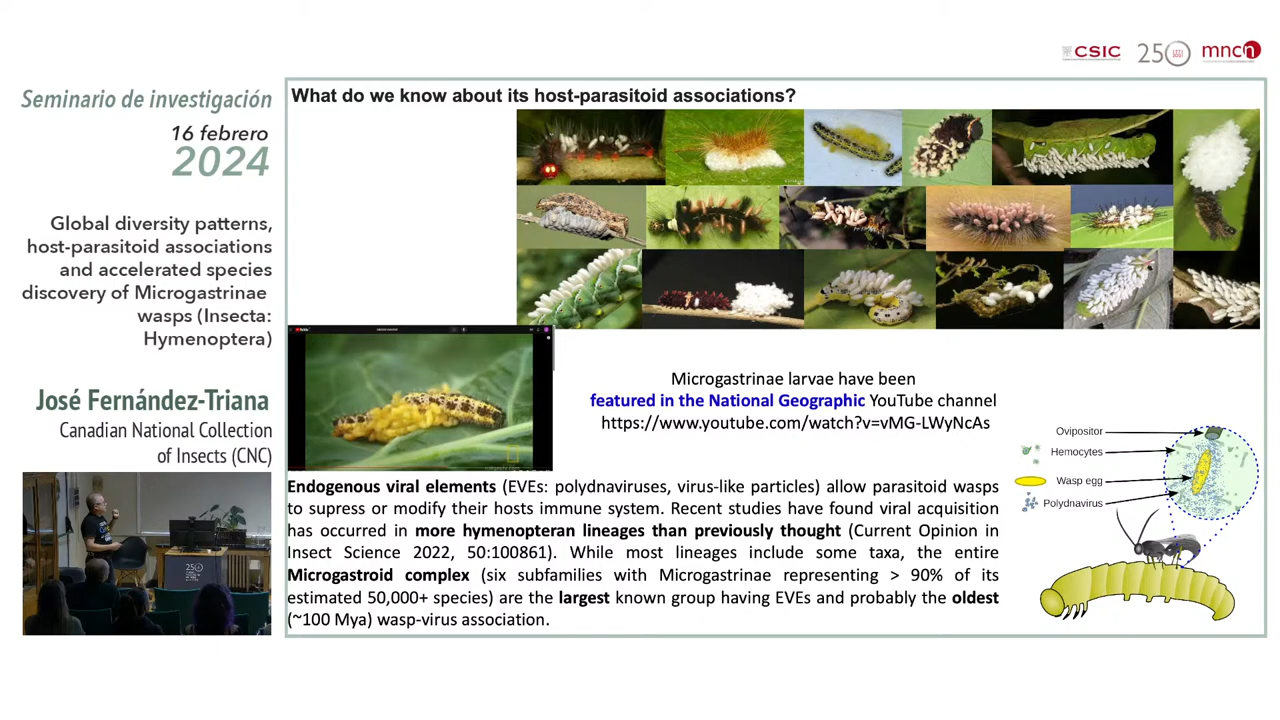 CSIC
250
mncn
Seminario de investigación
16 febrero
2024
Global diversity patterns,
host-parasitoid associations
and accelerated species
discovery of Microgastrinae
wasps (Insecta:
Hymenoptera)
José Fernández-Triana
Canadian National Collection
of Insects (CNC)
What do we know about its host-parasitoid associations?
Microgastrinae larvae have been
featured in the National Geographic YouTube channel
https://www.youtube.com/watch?v=vMG-LWyNcAs
Endogenous viral elements (EVEs: polydnaviruses, virus-like particles) allow parasitoid wasps
to supress or modify their hosts immune system. Recent studies have found viral acquisition
has occurred in more hymenopteran lineages than previously thought (Current Opinion in
Insect Science 2022, 50:100861). While most lineages include some taxa, the entire
Microgastroid complex (six subfamilies with Microgastrinae representing > 90% of its
estimated 50,000+ species) are the largest known group having EVEs and probably the oldest
(~100 Mya) wasp-virus association.
Ovipositor
Hemocytes
Wasp egg
Polydnavirus